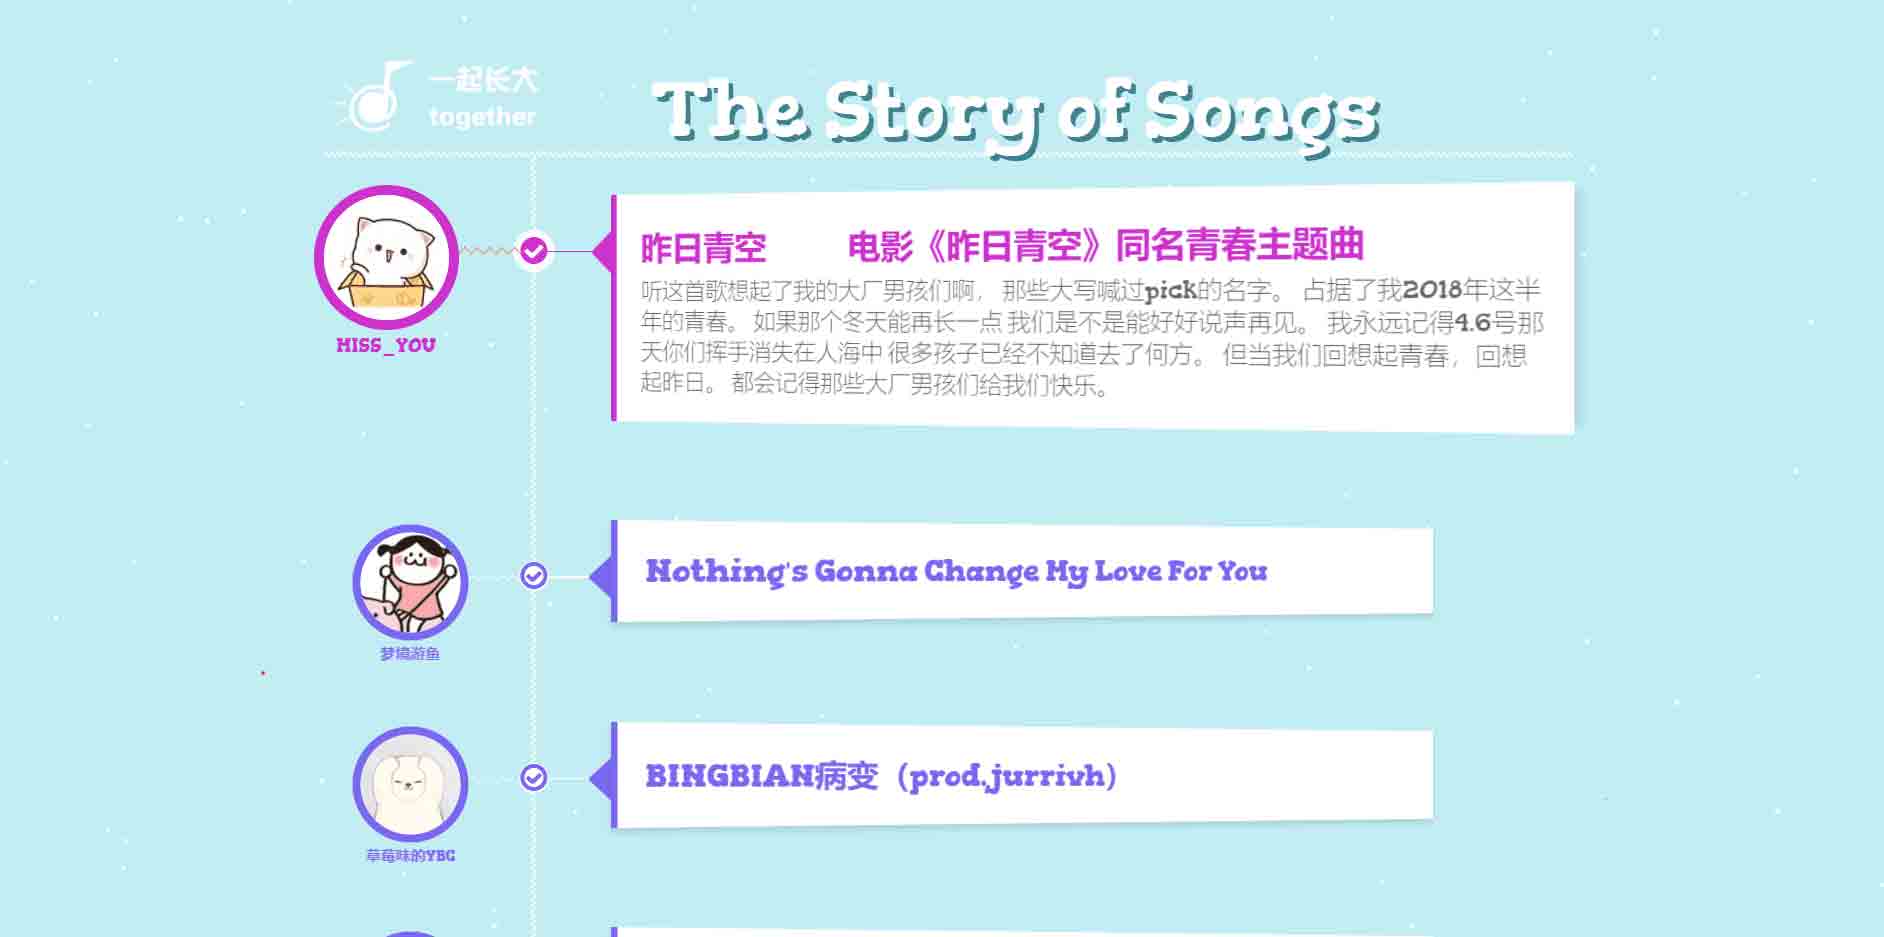 一起长大
together
The Story of Songs
昨日青空 电影《昨日青空》同名青春主题曲
听这首歌想起了我的大厂男孩们啊， 那些大写喊过pick的名字。 占据了我2018年这半
年的青春。 如果那个冬天能再长一点 我们是不是能好好说声再见。 我永远记得4.6号那
天你们挥手消失在人海中 很多孩子已经不知道去了何方。 但当我们回想起青春， 回想
起昨日。 都会记得那些大厂男孩们给我们快乐。
MISS_YOU
Nothing's Gonna Change My Love For You
梦境游鱼
BINGBIAN病变（prod.jurrivh）
草莓味的YBC